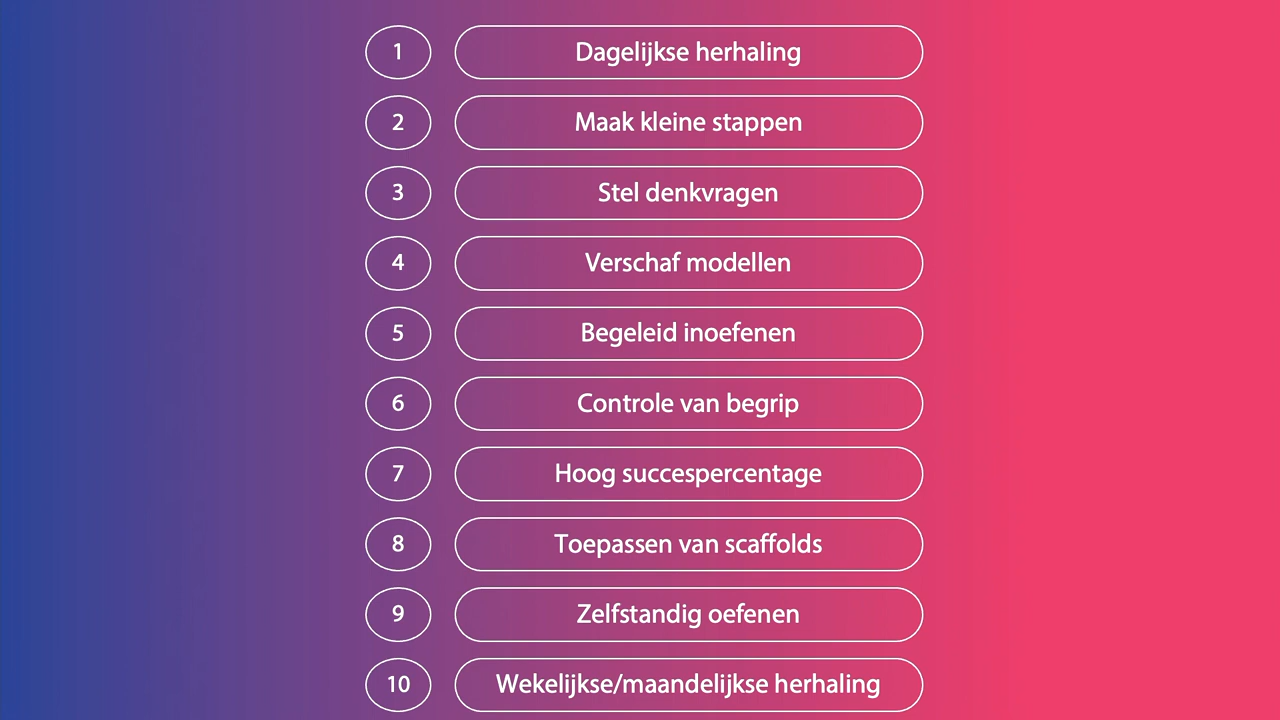 1 Dagelijkse herhaling
2 Maak kleine stappen
3 Stel denkvragen
4 Verschaf modellen
5 Begeleid inoefenen
6 Controle van begrip
7 Hoog succespercentage
8 Toepassen van scaffolds
9 Zelfstandig oefenen
10 Wekelijkse/maandelijkse herhaling